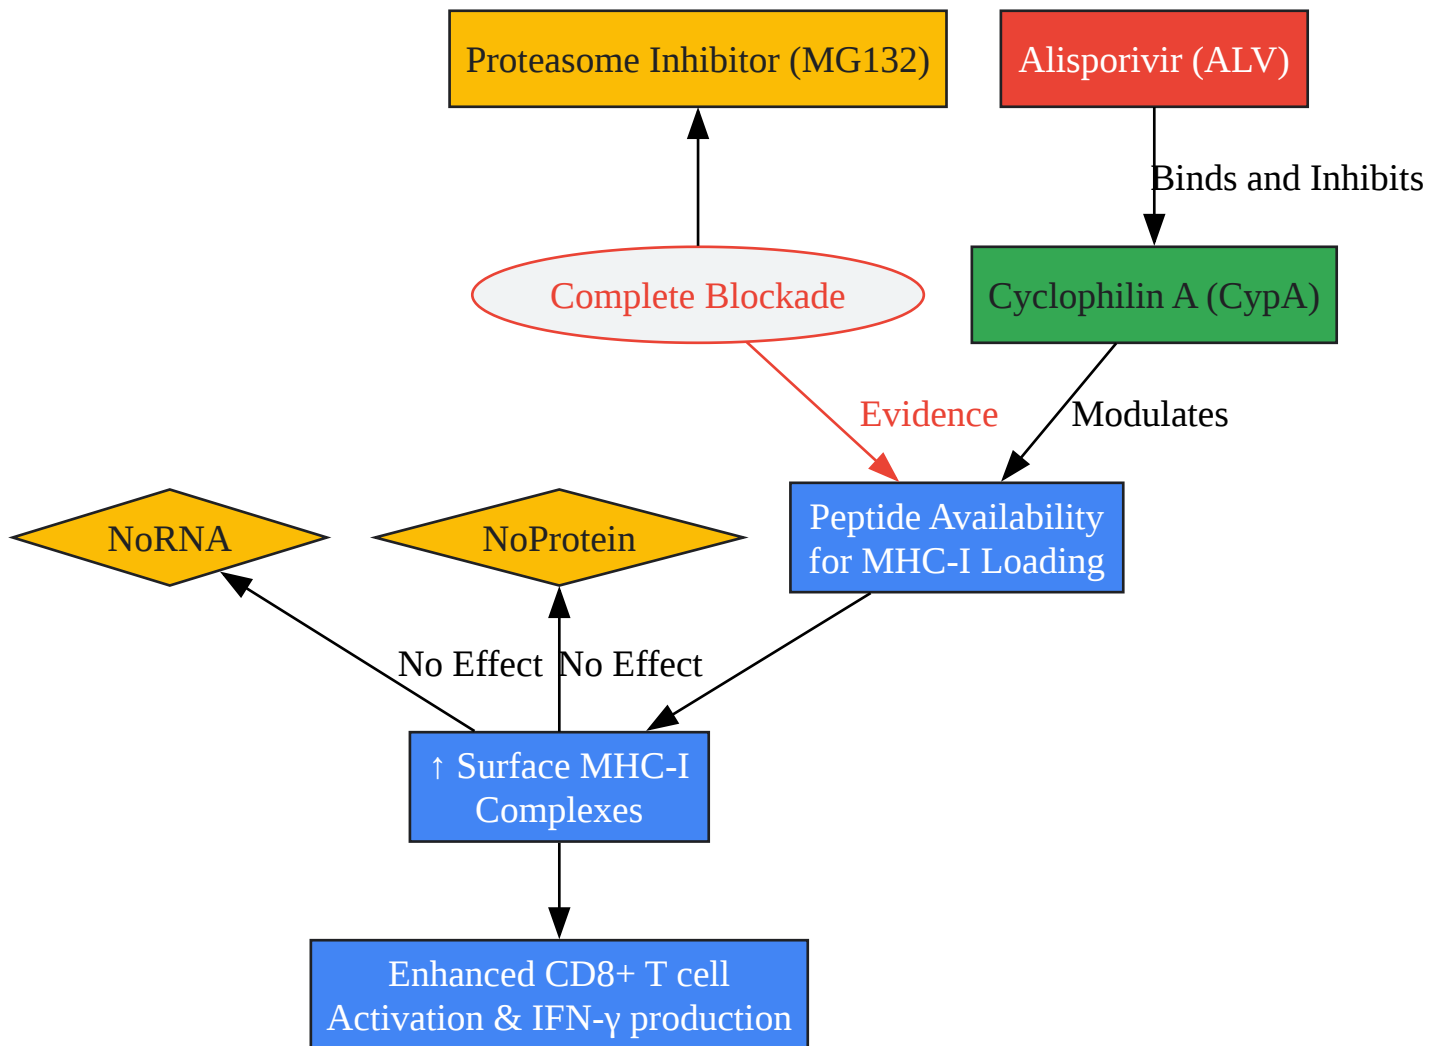 Proteasome Inhibitor (MG132)
Alisporivir (ALV)
Binds and Inhibits
Complete Blockade
Cyclophilin A (CypA)
Evidence
Modulates
NoRNA
NoProtein
Peptide Availability
for MHC-I Loading
No Effect
No Effect
↑ Surface MHC-I
Complexes
Enhanced CD8+ T cell
Activation & IFN-γ production